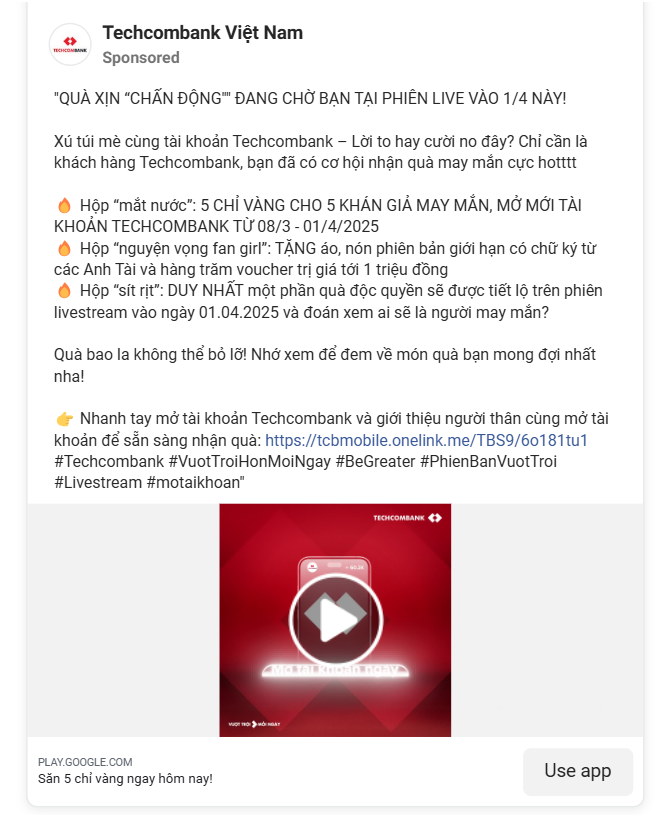 Techcombank Việt Nam
TECHCOMBANK
Sponsored
"QUÀ XỊN “CHẤN ĐỘNG"" ĐANG CHỜ BẠN TẠI PHIÊN LIVE VÀO 1/4 NÀY!
Xú túi mè cùng tài khoản Techcombank – Lời to hay cười no đây? Chỉ cần là
khách hàng Techcombank, bạn đã có cơ hội nhận quà may mắn cực hotttt
🔥 Hộp “mắt nước”: 5 CHỈ VÀNG CHO 5 KHÁN GIẢ MAY MẮN, MỞ MỚI TÀI
KHOẢN TECHCOMBANK TỪ 08/3 - 01/4/2025
🔥 Hộp “nguyện vọng fan girl”: TẶNG áo, nón phiên bản giới hạn có chữ ký từ
các Anh Tài và hàng trăm voucher trị giá tới 1 triệu đồng
🔥 Hộp “sít rịt”: DUY NHẤT một phần quà độc quyền sẽ được tiết lộ trên phiên
livestream vào ngày 01.04.2025 và đoán xem ai sẽ là người may mắn?
Quà bao la không thể bỏ lỡ! Nhớ xem để đem về món quà bạn mong đợi nhất
nha!
👉 Nhanh tay mở tài khoản Techcombank và giới thiệu người thân cùng mở tài
khoản để sẵn sàng nhận quà: https://tcbmobile.onelink.me/TBS9/6o181tu1
#Techcombank #VuotTroiHonMoiNgay #BeGreater #PhienBanVuotTroi
#Livestream #motaikhoan"
TECHCOMBANK
Mở tài khoản ngay
VƯỢT TRỘI MỖI NGÀY
PLAY.GOOGLE.COM
Săn 5 chỉ vàng ngay hôm nay!
Use app